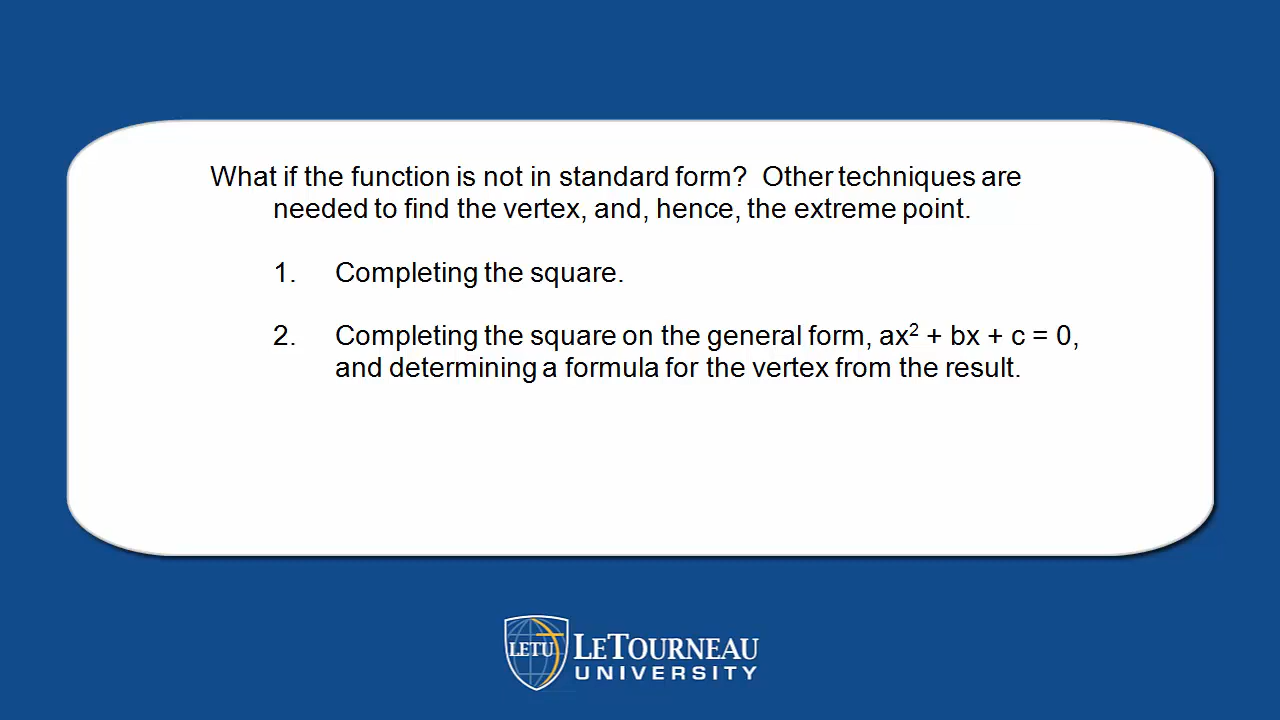 What if the function is not in standard form? Other techniques are
needed to find the vertex, and, hence, the extreme point.
1. Completing the square.
2. Completing the square on the general form, ax² + bx + c = 0,
and determining a formula for the vertex from the result.
LETU
LETOURNEAU
UNIVERSITY